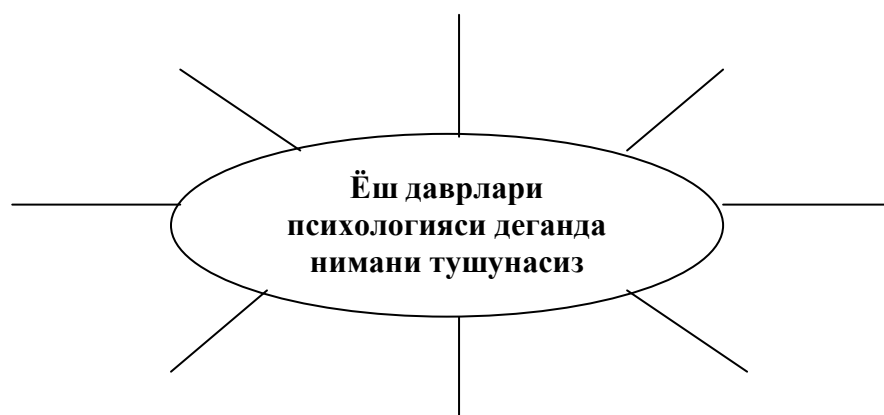 Ёш даврлари
психологияси деганда
нимани тушунасиз